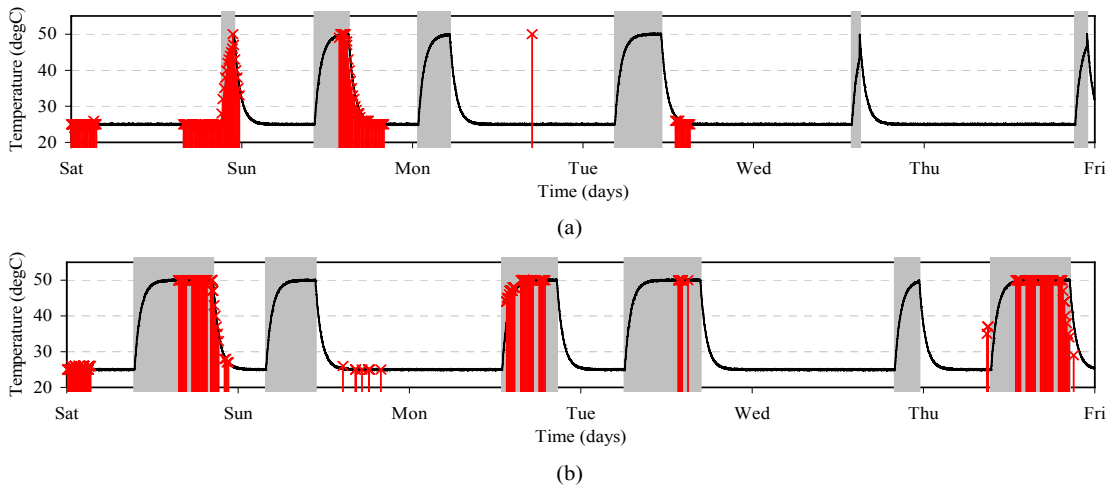 Temperature (degC)
50
40
30
20
Sat Sun Mon Tue Wed Thu Fri
Time (days)
(a)
Temperature (degC)
50
40
30
20
Sat Sun Mon Tue Wed Thu Fri
Time (days)
(b)